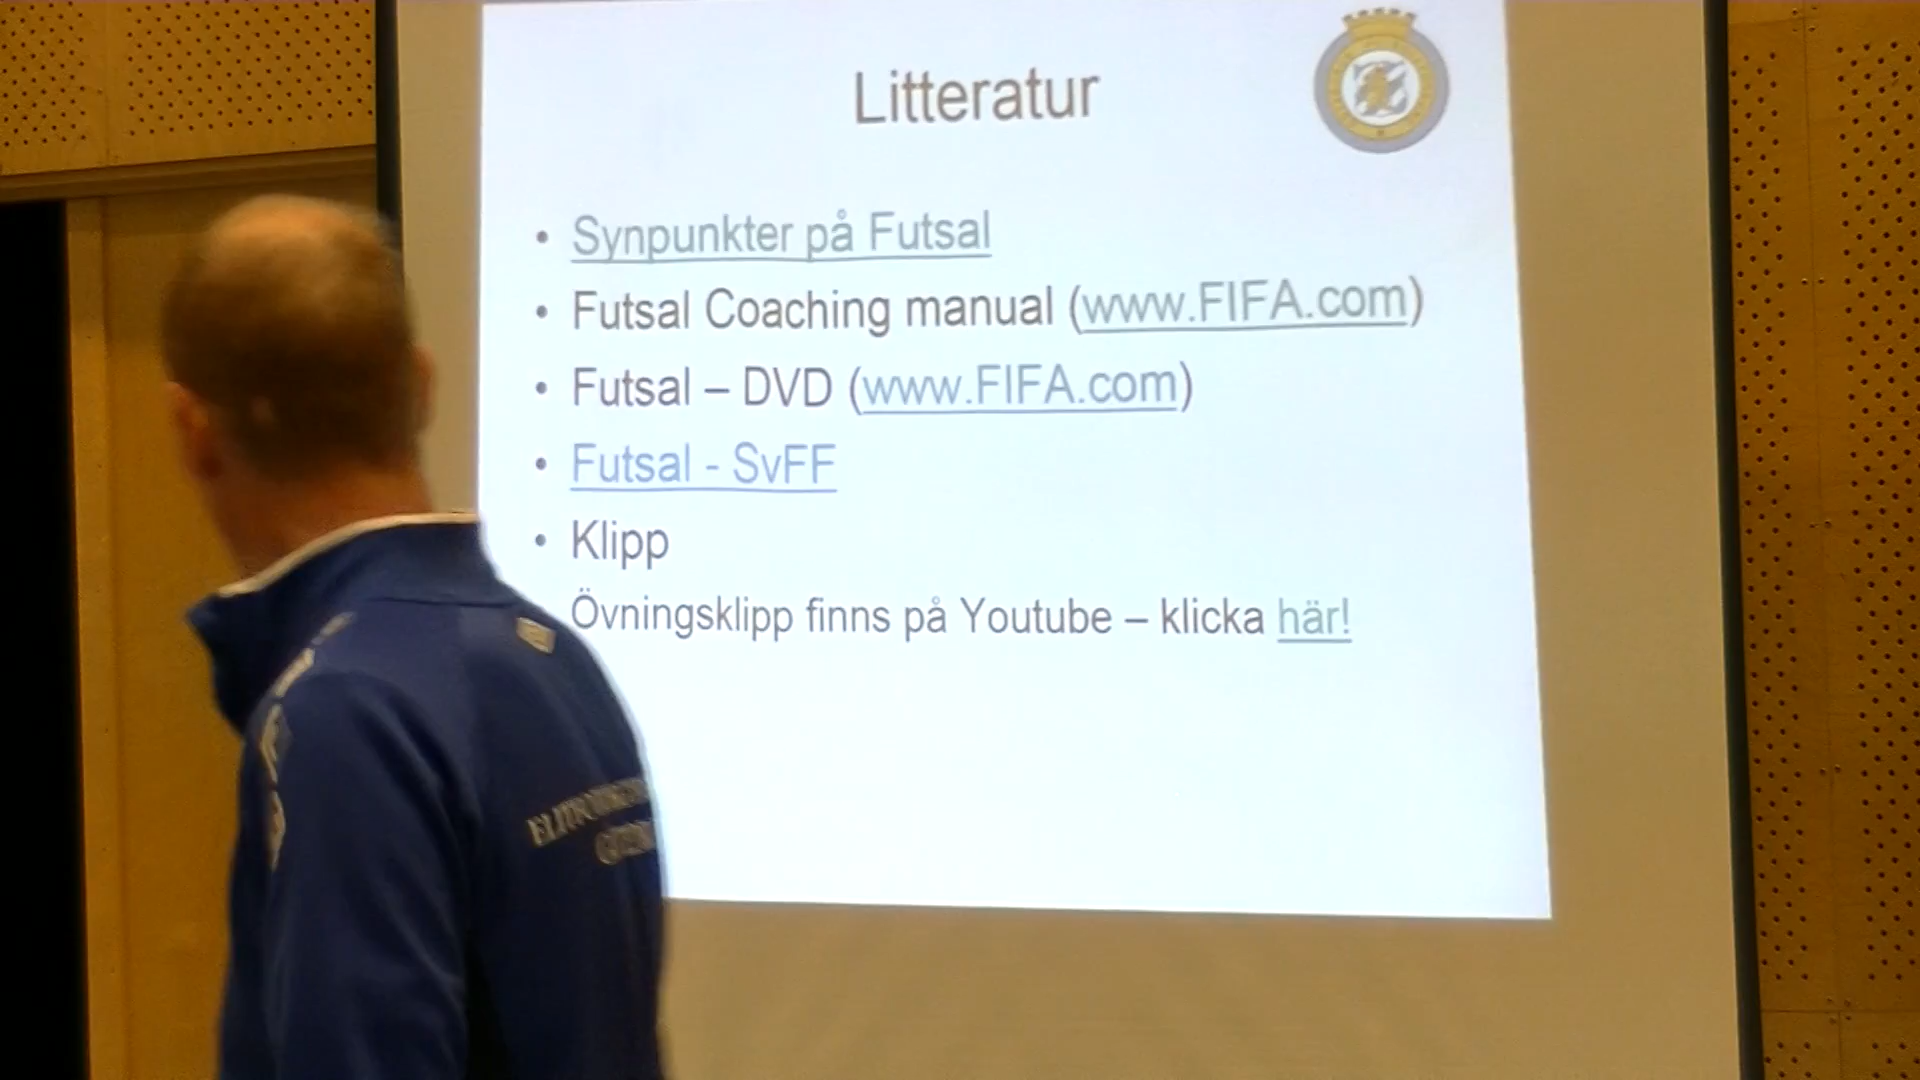 Litteratur
• Synpunkter på Futsal
• Futsal Coaching manual (www.FIFA.com)
• Futsal – DVD (www.FIFA.com)
• Futsal - SvFF
• Klipp
Övningsklipp finns på Youtube – klicka här!